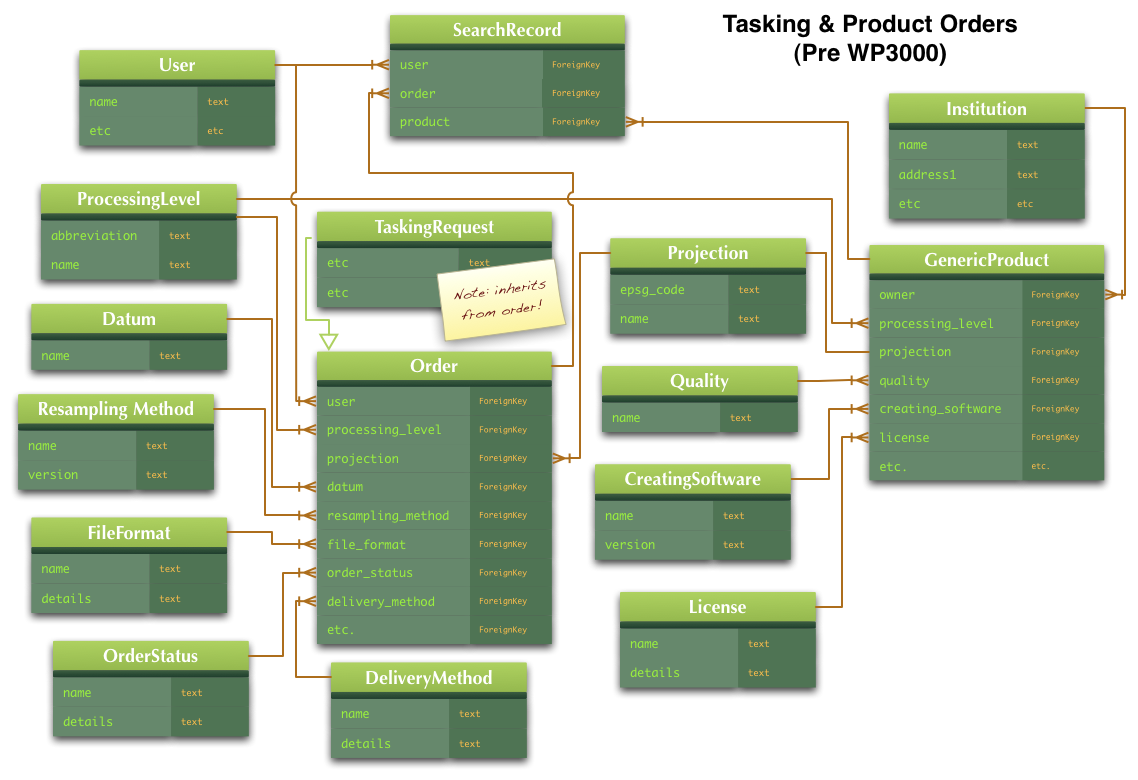 Tasking & Product Orders
(Pre WP3000)
SearchRecord
user ForeignKey
order ForeignKey
product ForeignKey
User
name text
etc etc
Institution
name text
address1 text
etc etc
ProcessingLevel
abbreviation text
name text
TaskingRequest
etc text
etc
Note: inherits
from order!
Projection
epsg_code text
name text
GenericProduct
owner ForeignKey
processing_level ForeignKey
projection ForeignKey
quality ForeignKey
creating_software ForeignKey
license ForeignKey
etc. etc.
Datum
name text
Order
user ForeignKey
processing_level ForeignKey
projection ForeignKey
datum ForeignKey
resampling_method ForeignKey
file_format ForeignKey
order_status ForeignKey
delivery_method ForeignKey
etc. ForeignKey
Quality
name text
Resampling Method
name text
version text
CreatingSoftware
name text
version text
FileFormat
name text
details text
License
name text
details text
OrderStatus
name text
details text
DeliveryMethod
name text
details text